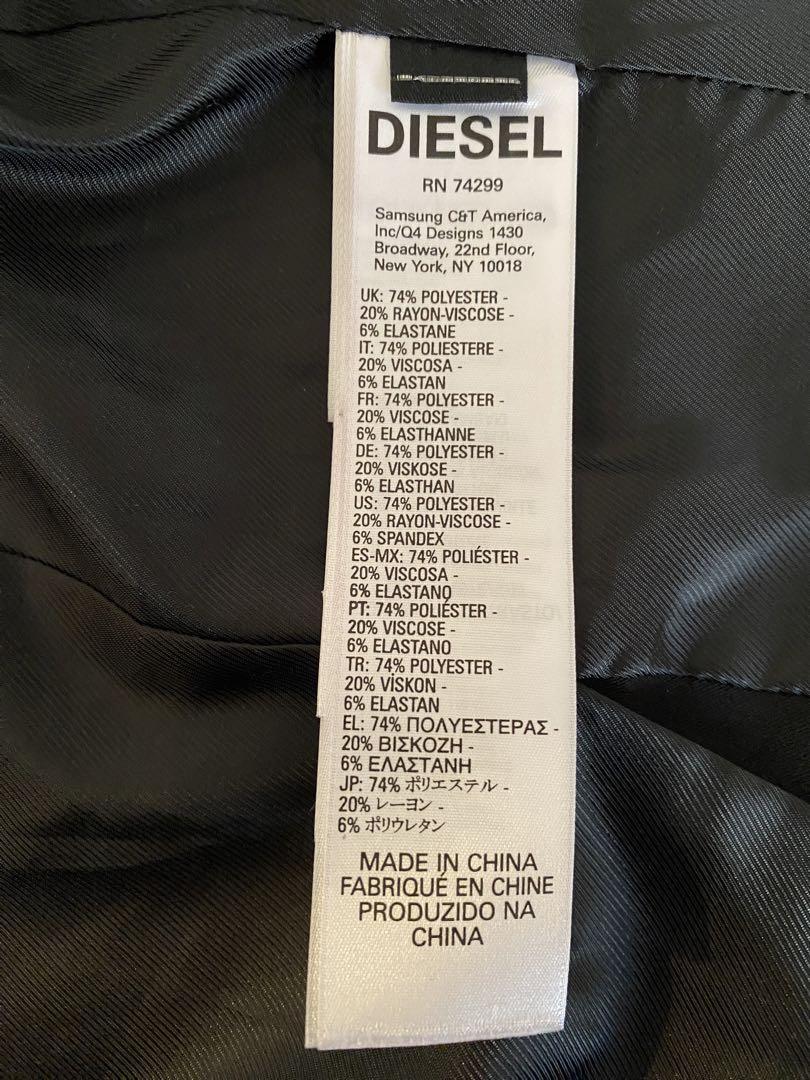 DIESEL
RN 74299
Samsung C&T America,
Inc/Q4 Designs 1430
Broadway, 22nd Floor,
New York, NY 10018
UK: 74% POLYESTER -
20% RAYON-VISCOSE -
6% ELASTANE
IT: 74% POLIESTERE -
20% VISCOSA -
6% ELASTAN
FR: 74% POLYESTER -
20% VISCOSE -
6% ELASTHANNE
DE: 74% POLYESTER -
20% VISKOSE -
6% ELASTHAN
US: 74% POLYESTER -
20% RAYON-VISCOSE -
6% SPANDEX
ES-MX: 74% POLIÉSTER -
20% VISCOSA -
6% ELASTANO
PT: 74% POLIÉSTER -
20% VISCOSE -
6% ELASTANO
TR: 74% POLYESTER -
20% VİSKON -
6% ELASTAN
EL: 74% ΠΟΛΥΕΣΤΕΡΑΣ -
20% ΒΙΣΚΟΖΗ -
6% ΕΛΑΣΤΑΝΗ
JP: 74% ポリエステル -
20% レーヨン -
6% ポリウレタン
MADE IN CHINA
FABRIQUÉ EN CHINE
PRODUZIDO NA
CHINA